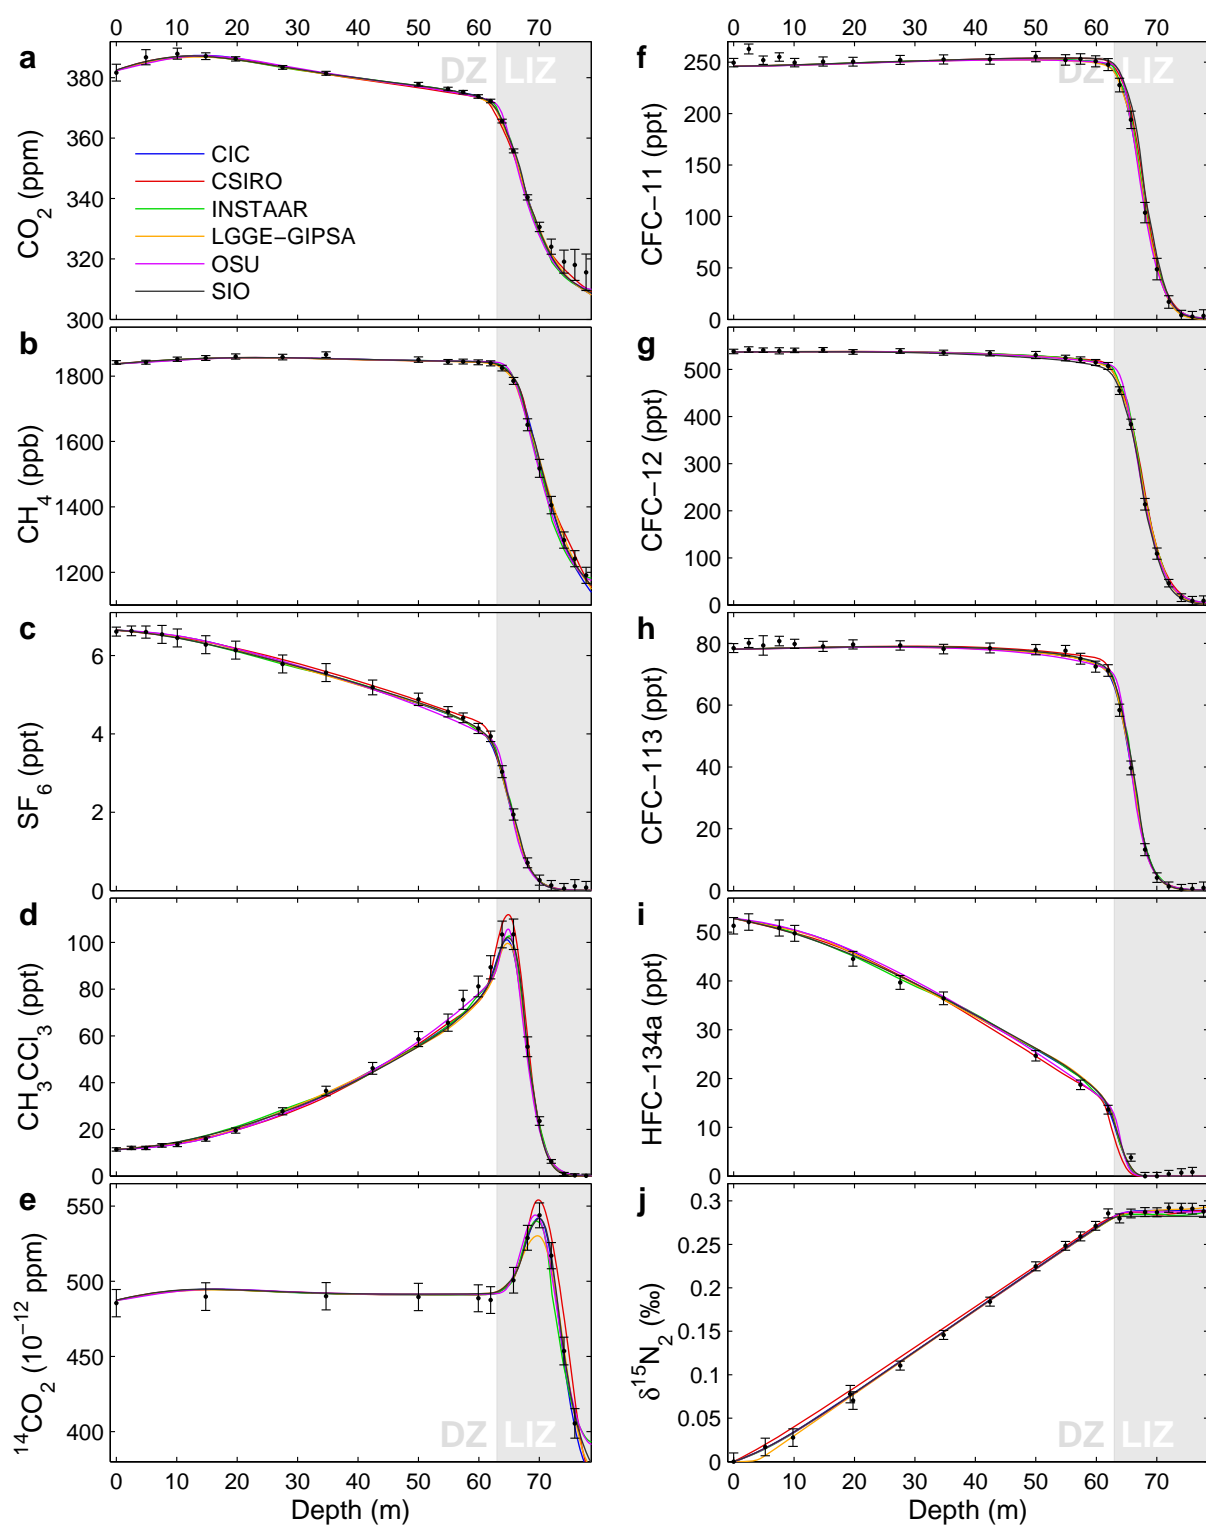 0 10 20 30 40 50 60 70
0 10 20 30 40 50 60 70
a
380
360
340
320
300
CO2 (ppm)
DZ LIZ
CIC
CSIRO
INSTAAR
LGGE−GIPSA
OSU
SIO
f
250
200
150
100
50
0
CFC−11 (ppt)
DZ LIZ
b
1800
1600
1400
1200
CH4 (ppb)
g
500
400
300
200
100
0
CFC−12 (ppt)
c
6
4
2
0
SF6 (ppt)
h
80
60
40
20
0
CFC−113 (ppt)
d
100
80
60
40
20
0
CH3CCl3 (ppt)
i
50
40
30
20
10
0
HFC−134a (ppt)
e
550
500
450
400
14CO2 (10−12 ppm)
DZ LIZ
j
0.3
0.25
0.2
0.15
0.1
0.05
0
δ15N2 (‰)
DZ LIZ
0 10 20 30 40 50 60 70
Depth (m)
0 10 20 30 40 50 60 70
Depth (m)